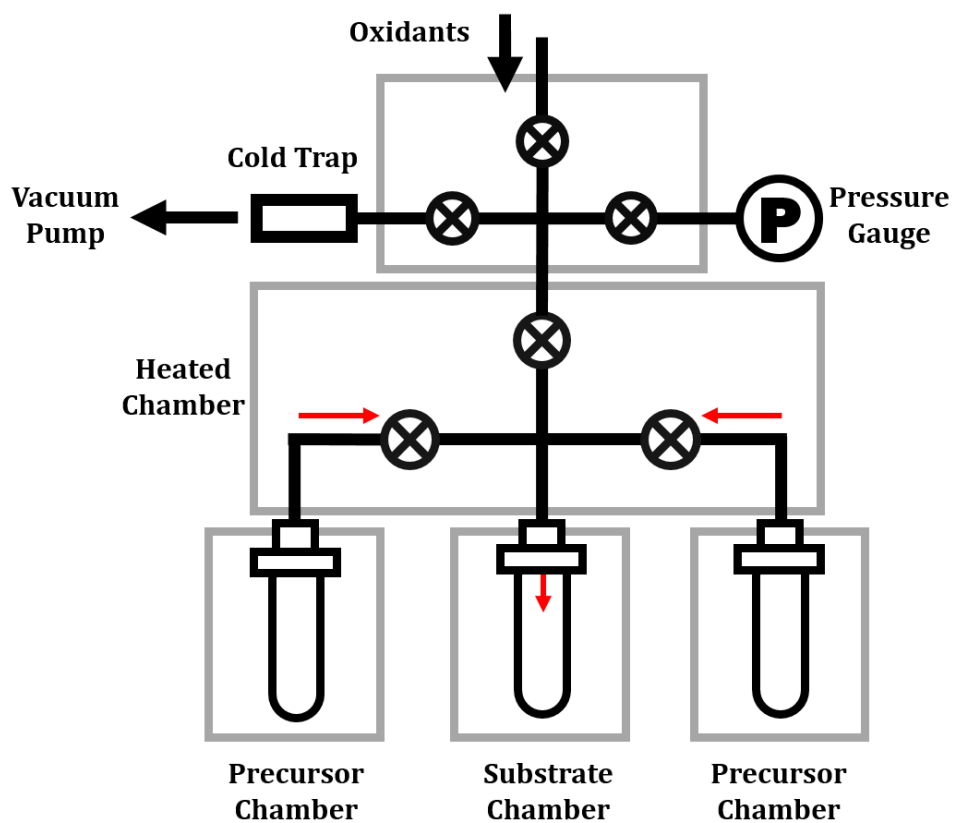 Oxidants
Cold Trap
Vacuum
Pump
P
Pressure
Gauge
Heated
Chamber
Precursor
Chamber
Substrate
Chamber
Precursor
Chamber